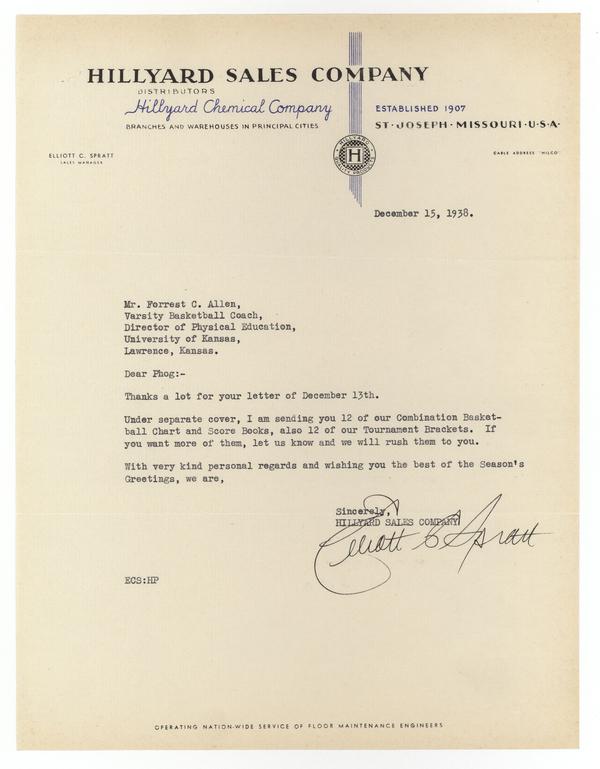 HILLYARD SALES COMPANY
DISTRIBUTORS
Hillyard Chemical Company
ESTABLISHED 1907
BRANCHES AND WAREHOUSES IN PRINCIPAL CITIES
ST · JOSEPH · MISSOURI · U · S · A ·
HILLYARD
H
QUALITY PRODUCTS
ELLIOTT C. SPRATT
SALES MANAGER
CABLE ADDRESS "HILCO"
December 15, 1938.
Mr. Forrest C. Allen,
Varsity Basketball Coach,
Director of Physical Education,
University of Kansas,
Lawrence, Kansas.
Dear Phog:-
Thanks a lot for your letter of December 13th.
Under separate cover, I am sending you 12 of our Combination Basket-
ball Chart and Score Books, also 12 of our Tournament Brackets. If
you want more of them, let us know and we will rush them to you.
With very kind personal regards and wishing you the best of the Season's
Greetings, we are,
Sincerely,
HILLYARD SALES COMPANY
Elliott C Spratt
ECS:HP
OPERATING NATION-WIDE SERVICE OF FLOOR MAINTENANCE ENGINEERS